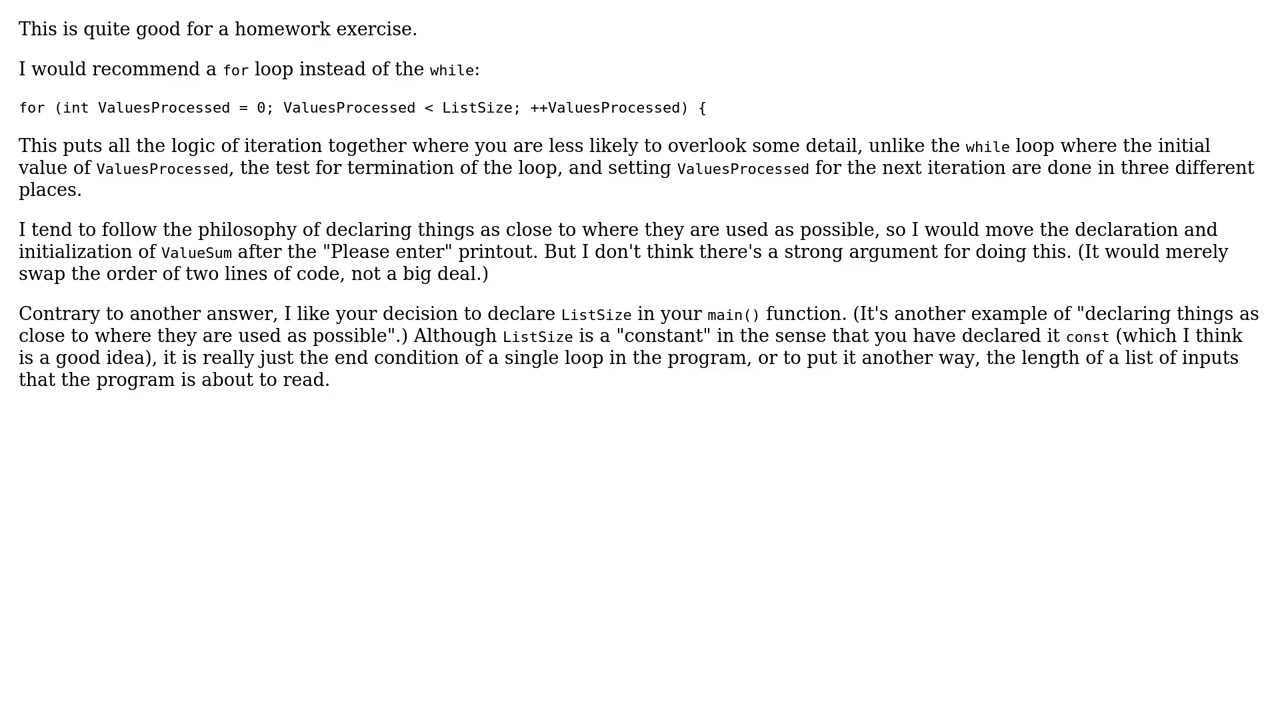 This is quite good for a homework exercise.
I would recommend a for loop instead of the while:
for (int ValuesProcessed = 0; ValuesProcessed < ListSize; ++ValuesProcessed) {
This puts all the logic of iteration together where you are less likely to overlook some detail, unlike the while loop where the initial
value of ValuesProcessed, the test for termination of the loop, and setting ValuesProcessed for the next iteration are done in three different
places.
I tend to follow the philosophy of declaring things as close to where they are used as possible, so I would move the declaration and
initialization of ValueSum after the "Please enter" printout. But I don't think there's a strong argument for doing this. (It would merely
swap the order of two lines of code, not a big deal.)
Contrary to another answer, I like your decision to declare ListSize in your main() function. (It's another example of "declaring things as
close to where they are used as possible".) Although ListSize is a "constant" in the sense that you have declared it const (which I think
is a good idea), it is really just the end condition of a single loop in the program, or to put it another way, the length of a list of inputs
that the program is about to read.